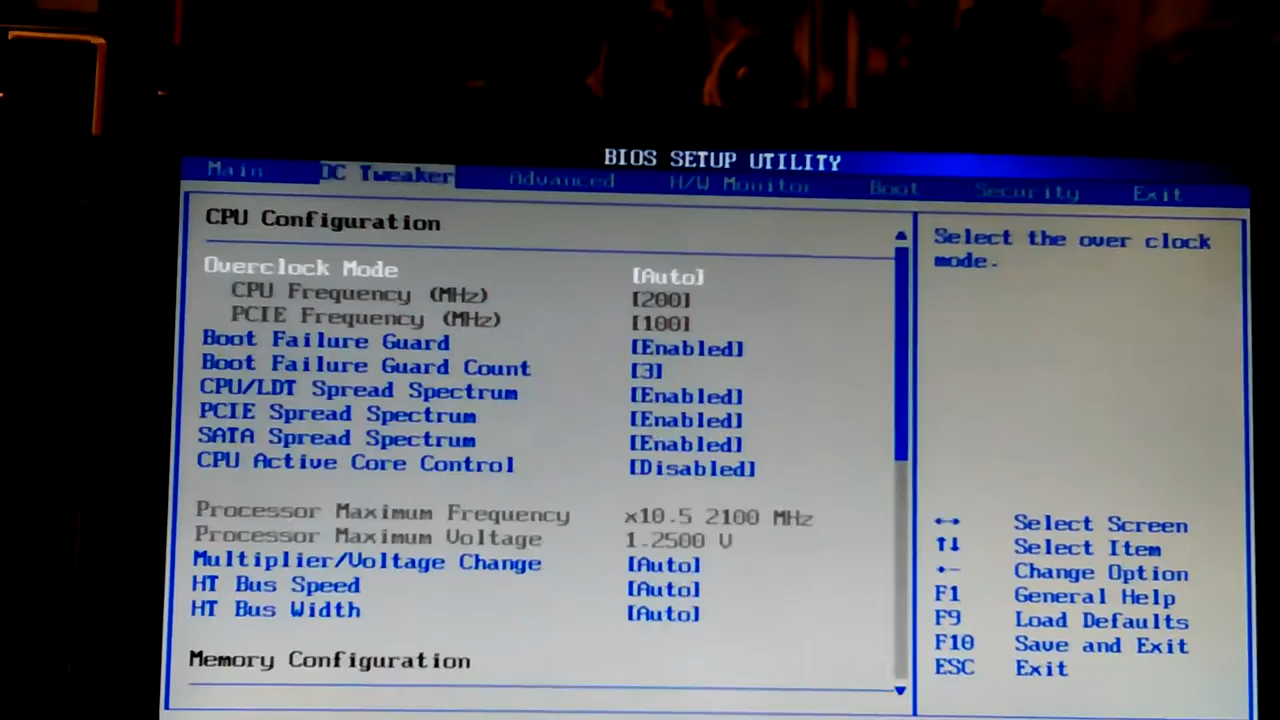 BIOS SETUP UTILITY
Main OC Tweaker Advanced H/W Monitor Boot Security Exit
CPU Configuration
Overclock Mode [Auto]
CPU Frequency (MHz) [200]
PCIE Frequency (MHz) [100]
Boot Failure Guard [Enabled]
Boot Failure Guard Count [3]
CPU/LDT Spread Spectrum [Enabled]
PCIE Spread Spectrum [Enabled]
SATA Spread Spectrum [Enabled]
CPU Active Core Control [Disabled]
Processor Maximum Frequency x10.5 2100 MHz
Processor Maximum Voltage 1.2500 V
Multiplier/Voltage Change [Auto]
HT Bus Speed [Auto]
HT Bus Width [Auto]
Memory Configuration
Select the over clock
mode.
↔ Select Screen
↑↓ Select Item
+- Change Option
F1 General Help
F9 Load Defaults
F10 Save and Exit
ESC Exit